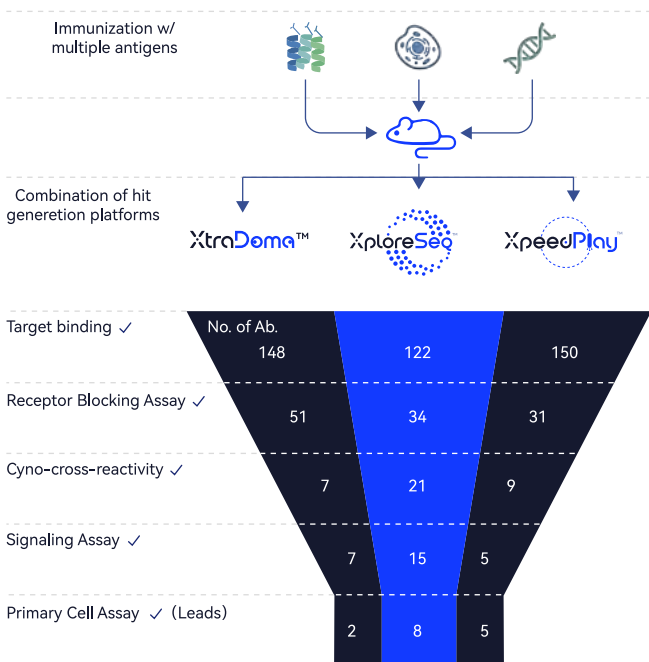 Immunization w/
multiple antigens
Combination of hit
generetion platforms
XtraDoma™
XploreSeq™
XpeedPlay™
Target binding ✓
No. of Ab.
148 122 150
Receptor Blocking Assay ✓
51 34 31
Cyno-cross-reactivity ✓
7 21 9
Signaling Assay ✓
7 15 5
Primary Cell Assay ✓ (Leads)
2 8 5